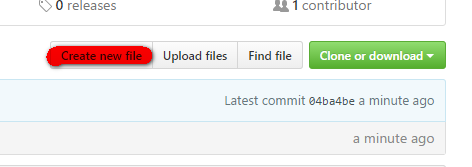 0 releases
1 contributor
Create new file
Upload files
Find file
Clone or download
Latest commit 04ba4be a minute ago
a minute ago